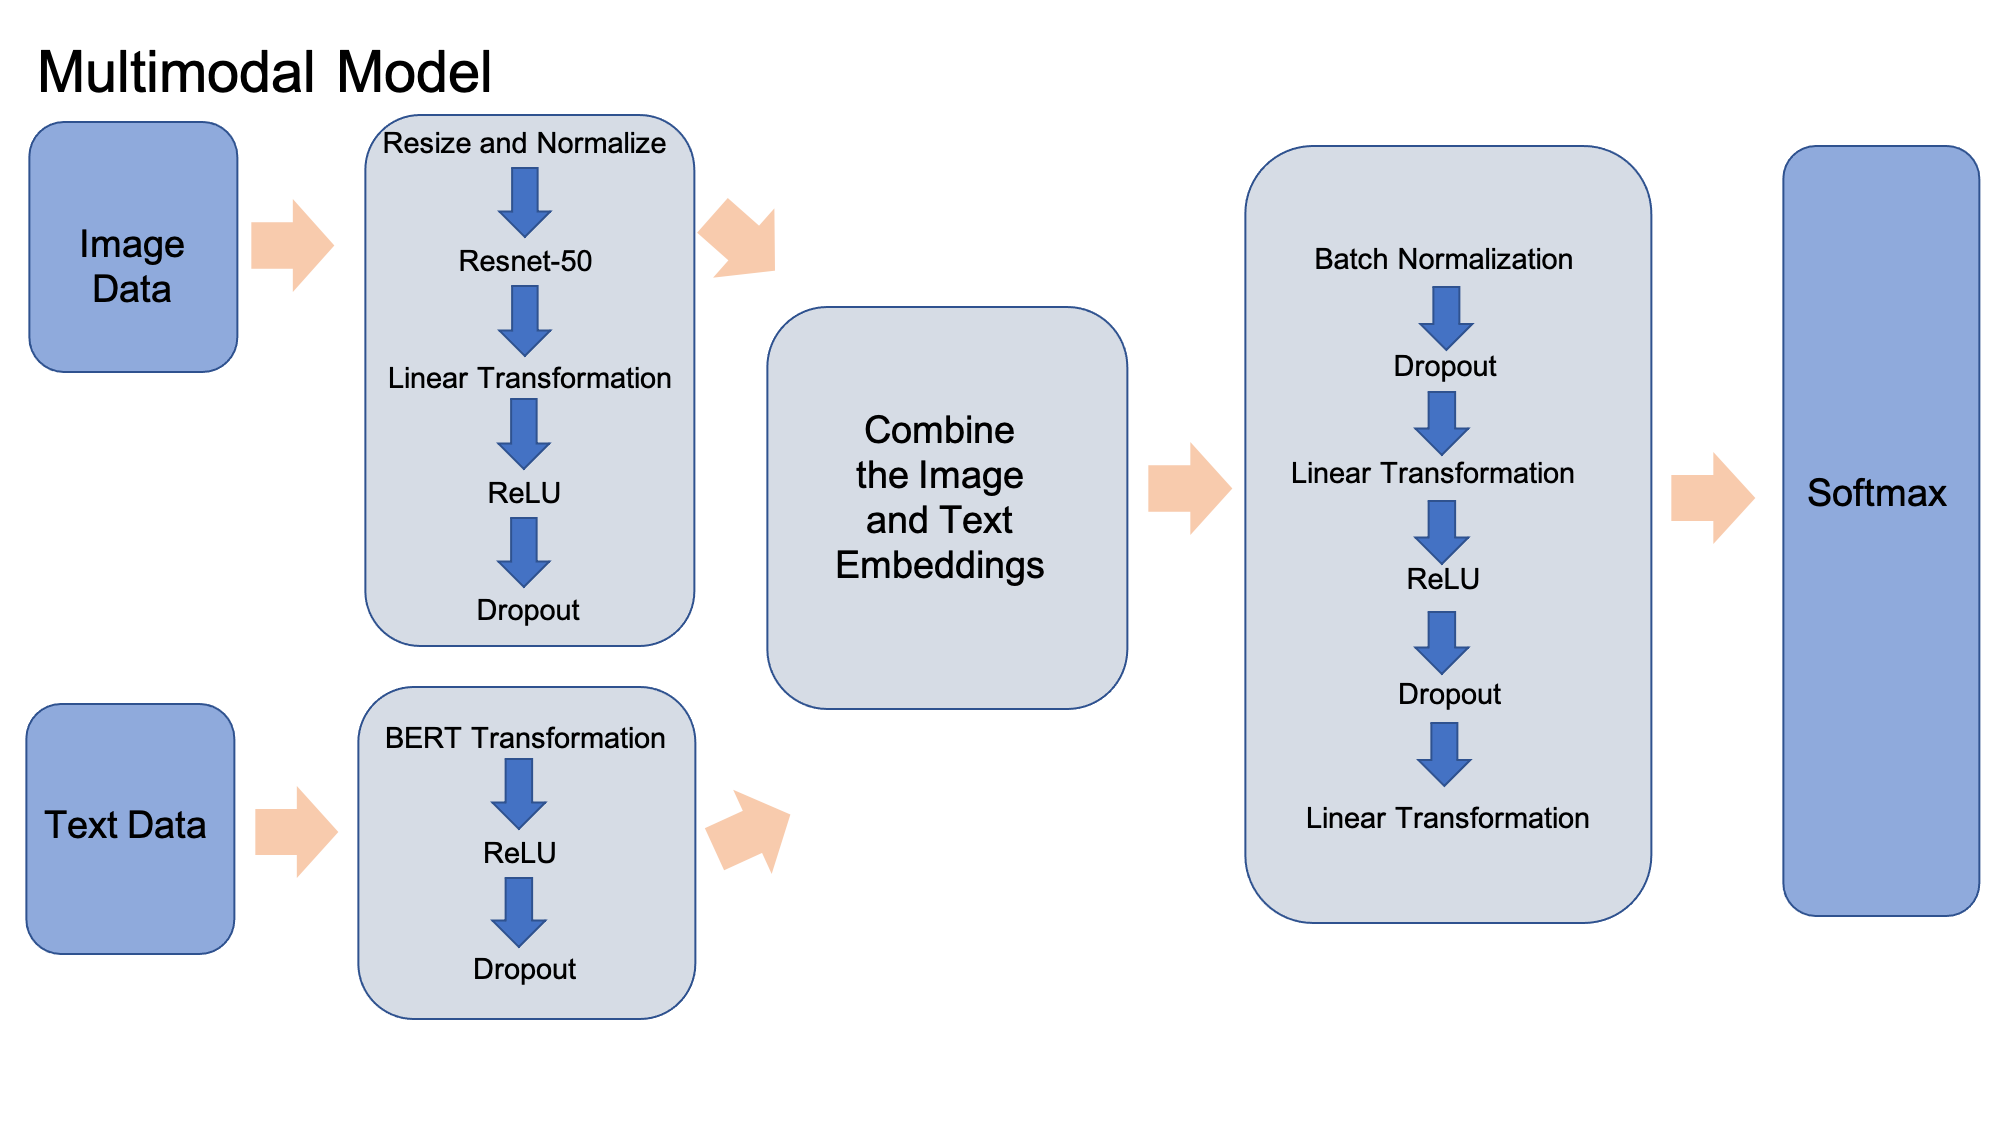 Multimodal Model
Image
Data
Resize and Normalize
Resnet-50
Linear Transformation
ReLU
Dropout
Text Data
BERT Transformation
ReLU
Dropout
Combine
the Image
and Text
Embeddings
Batch Normalization
Dropout
Linear Transformation
ReLU
Dropout
Linear Transformation
Softmax